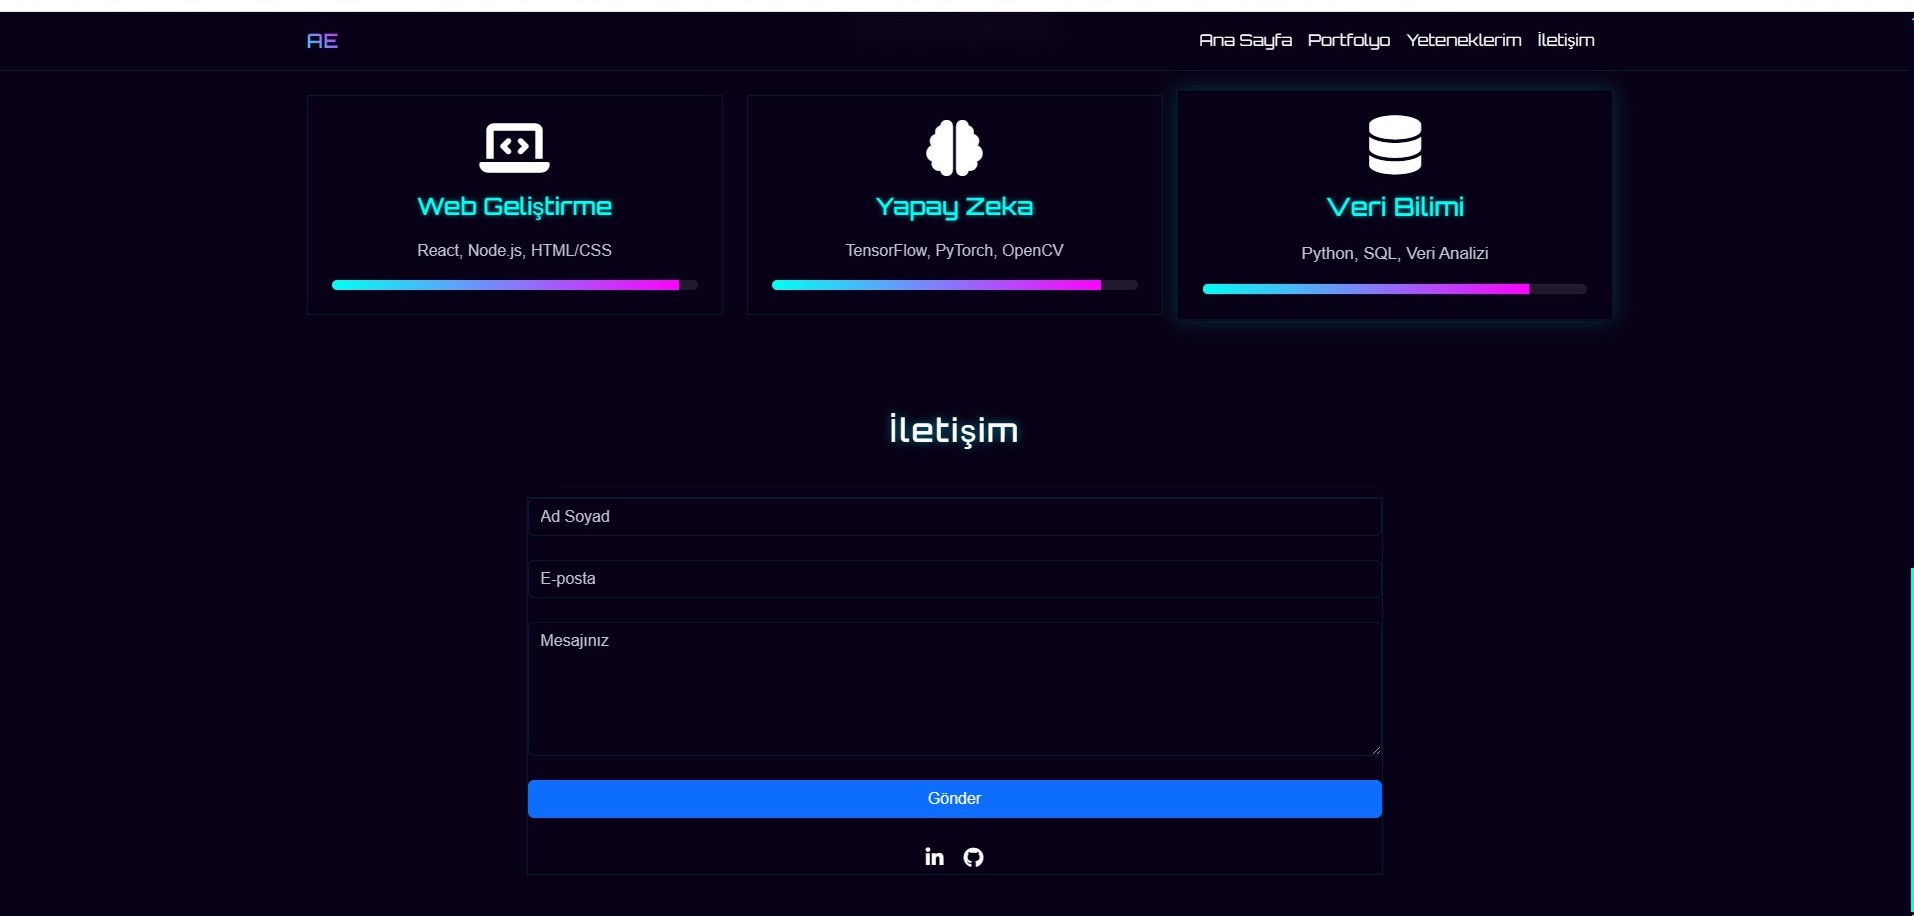 AE
Ana Sayfa Portfolyo Yeteneklerim İletişim
Web Geliştirme
React, Node.js, HTML/CSS
Yapay Zeka
TensorFlow, PyTorch, OpenCV
Veri Bilimi
Python, SQL, Veri Analizi
İletişim
Ad Soyad
E-posta
Mesajınız
Gönder
in